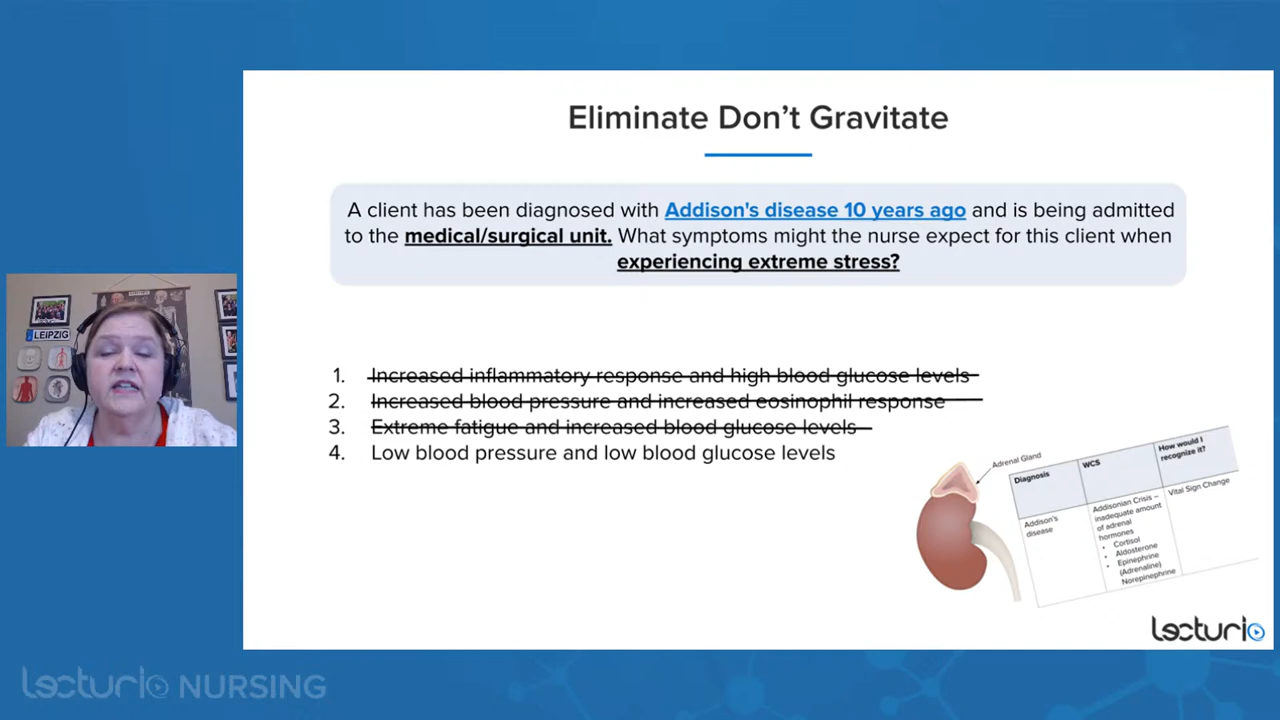 Eliminate Don't Gravitate
A client has been diagnosed with Addison's disease 10 years ago and is being admitted
to the medical/surgical unit. What symptoms might the nurse expect for this client when
experiencing extreme stress?
LEIPZIG
1. Increased inflammatory response and high blood glucose levels
2. Increased blood pressure and increased eosinophil response
3. Extreme fatigue and increased blood glucose levels
4. Low blood pressure and low blood glucose levels
Adrenal Gland
Diagnosis
WCS
How would I
recognize it?
Addison's
disease
Addisonian Crisis –
inadequate amount
of adrenal
hormones
• Cortisol
• Aldosterone
• Epinephrine
(Adrenaline)
Norepinephrine
Vital Sign Change
Lecturio
Lecturio NURSING